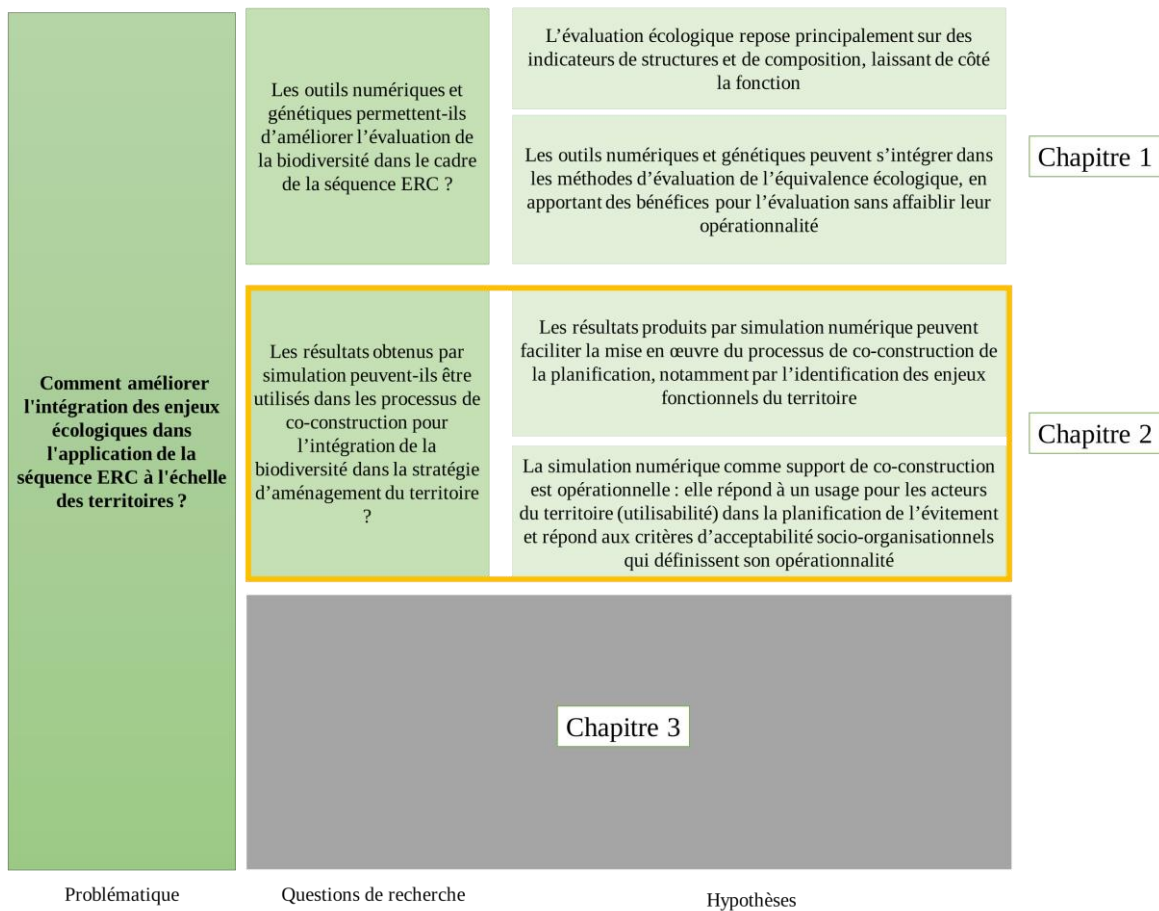 Comment améliorer
l'intégration des enjeux
écologiques dans
l'application de la
séquence ERC à l'échelle
des territoires ?
Les outils numériques et
génétiques permettent-ils
d’améliorer l’évaluation de
la biodiversité dans le cadre
de la séquence ERC ?
L’évaluation écologique repose principalement sur des
indicateurs de structures et de composition, laissant de côté
la fonction
Les outils numériques et génétiques peuvent s’intégrer dans
les méthodes d’évaluation de l’équivalence écologique, en
apportant des bénéfices pour l’évaluation sans affaiblir leur
opérationnalité
Chapitre 1
Les résultats obtenus par
simulation peuvent-ils être
utilisés dans les processus de
co-construction pour
l’intégration de la
biodiversité dans la stratégie
d’aménagement du territoire
?
Les résultats produits par simulation numérique peuvent
faciliter la mise en œuvre du processus de co-construction de
la planification, notamment par l’identification des enjeux
fonctionnels du territoire
La simulation numérique comme support de co-construction
est opérationnelle : elle répond à un usage pour les acteurs
du territoire (utilisabilité) dans la planification de l’évitement
et répond aux critères d’acceptabilité socio-organisationnels
qui définissent son opérationnalité
Chapitre 2
Chapitre 3
Problématique
Questions de recherche
Hypothèses